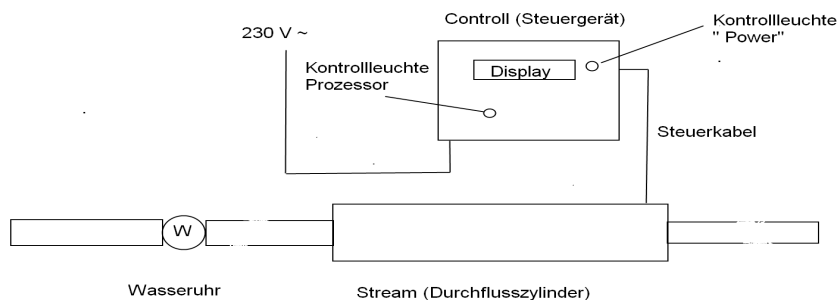 Controll (Steuergerät)
230 V ~
Kontrollleuchte
" Power"
Kontrollleuchte
Prozessor
Display
Steuerkabel
W
Wasseruhr
Stream (Durchflusszylinder)